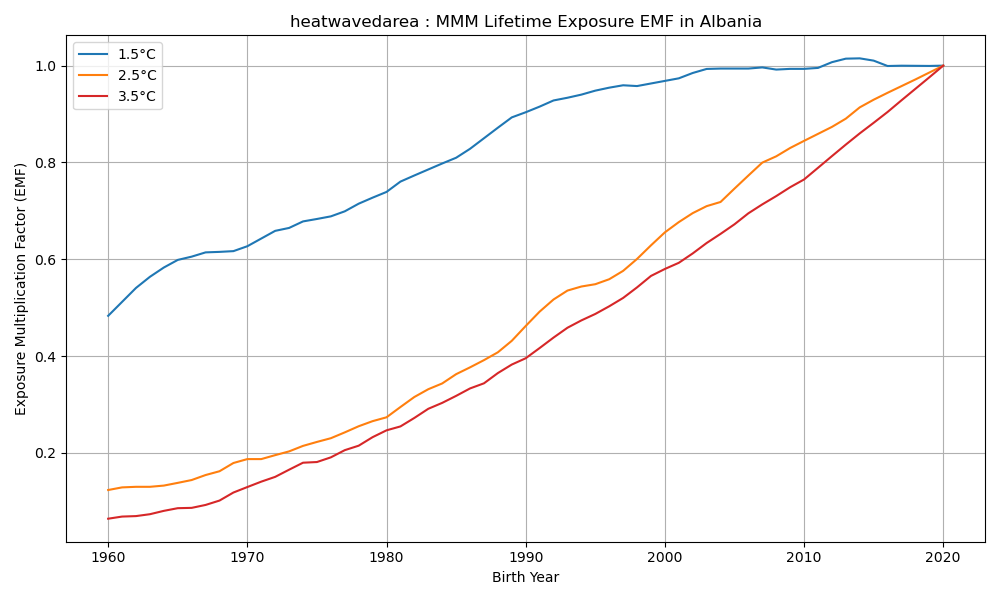 heatwavedarea : MMM Lifetime Exposure EMF in Albania
1.5°C
2.5°C
3.5°C
Exposure Multiplication Factor (EMF)
1.0
0.8
0.6
0.4
0.2
1960 1970 1980 1990 2000 2010 2020
Birth Year